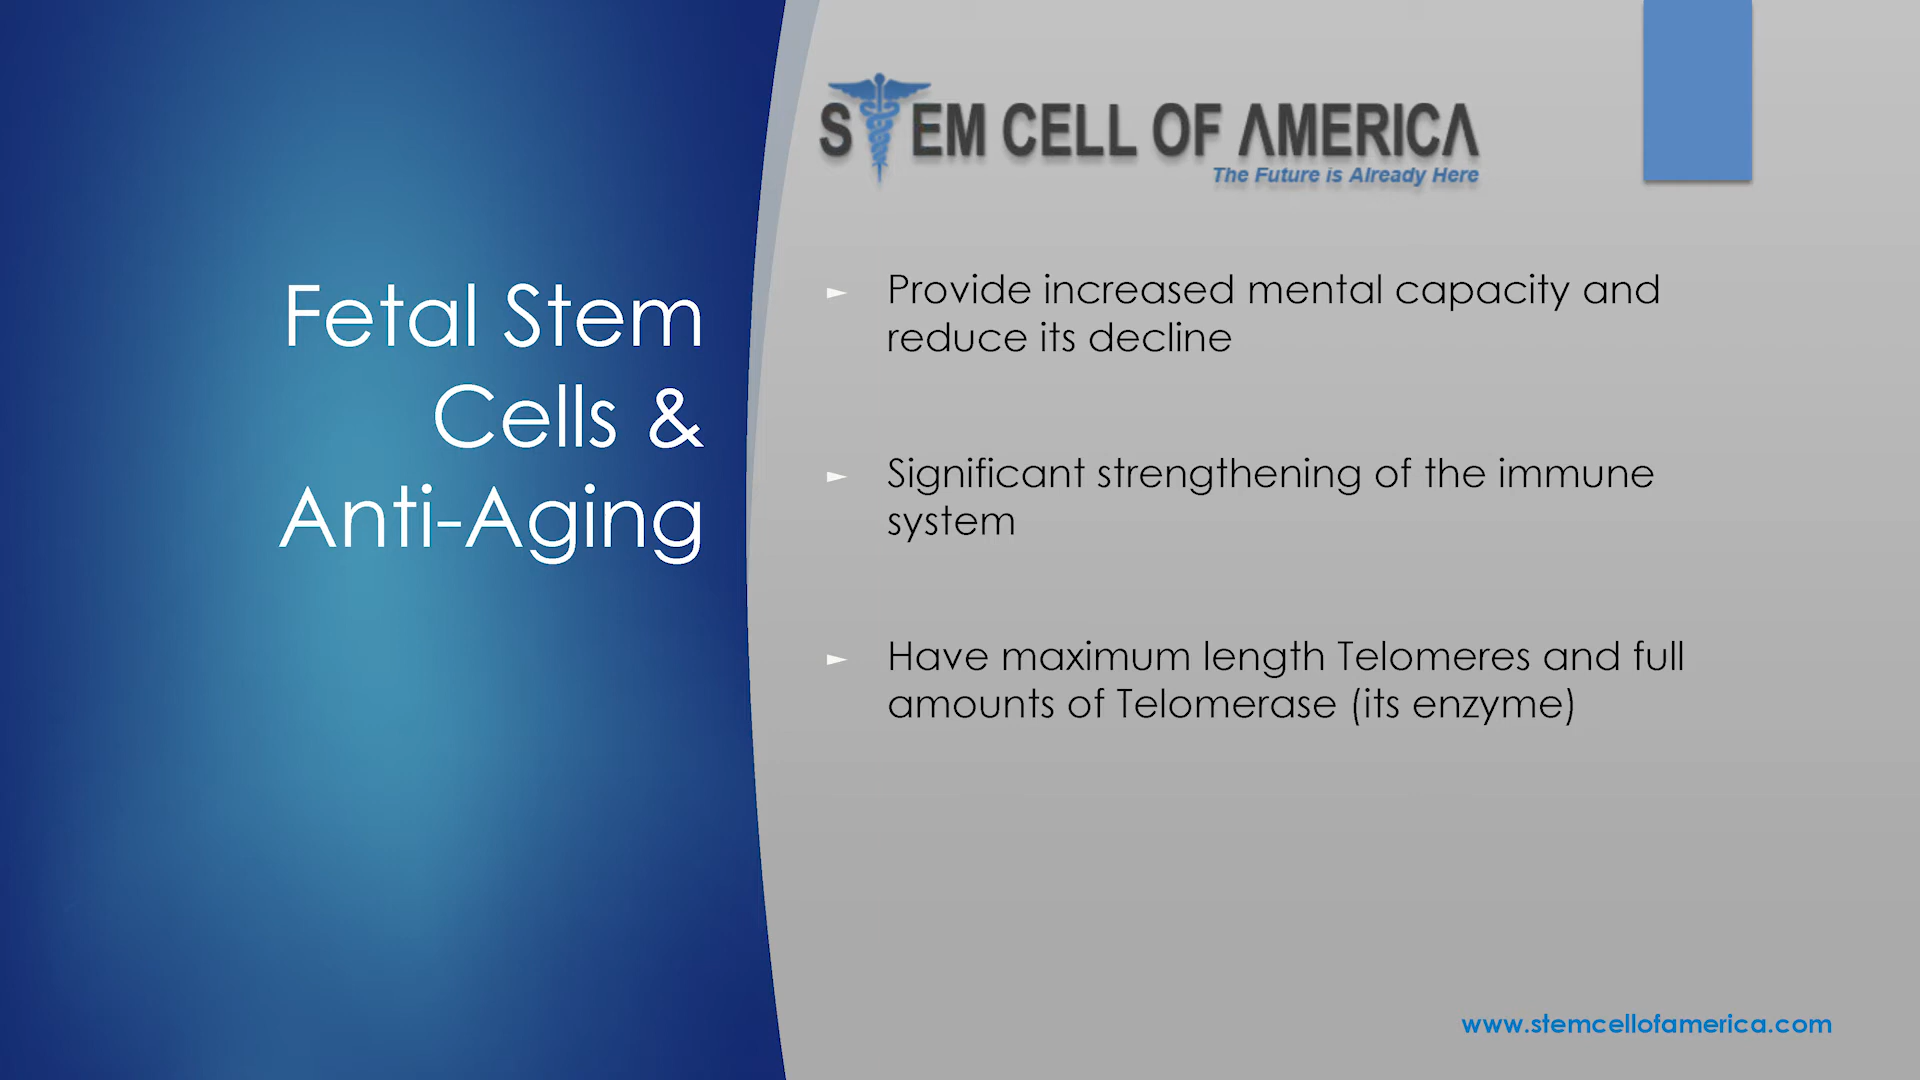 Fetal Stem
Cells &
Anti-Aging
STEM CELL OF AMERICA
The Future is Already Here
Provide increased mental capacity and
reduce its decline
Significant strengthening of the immune
system
Have maximum length Telomeres and full
amounts of Telomerase (its enzyme)
www.stemcellofamerica.com